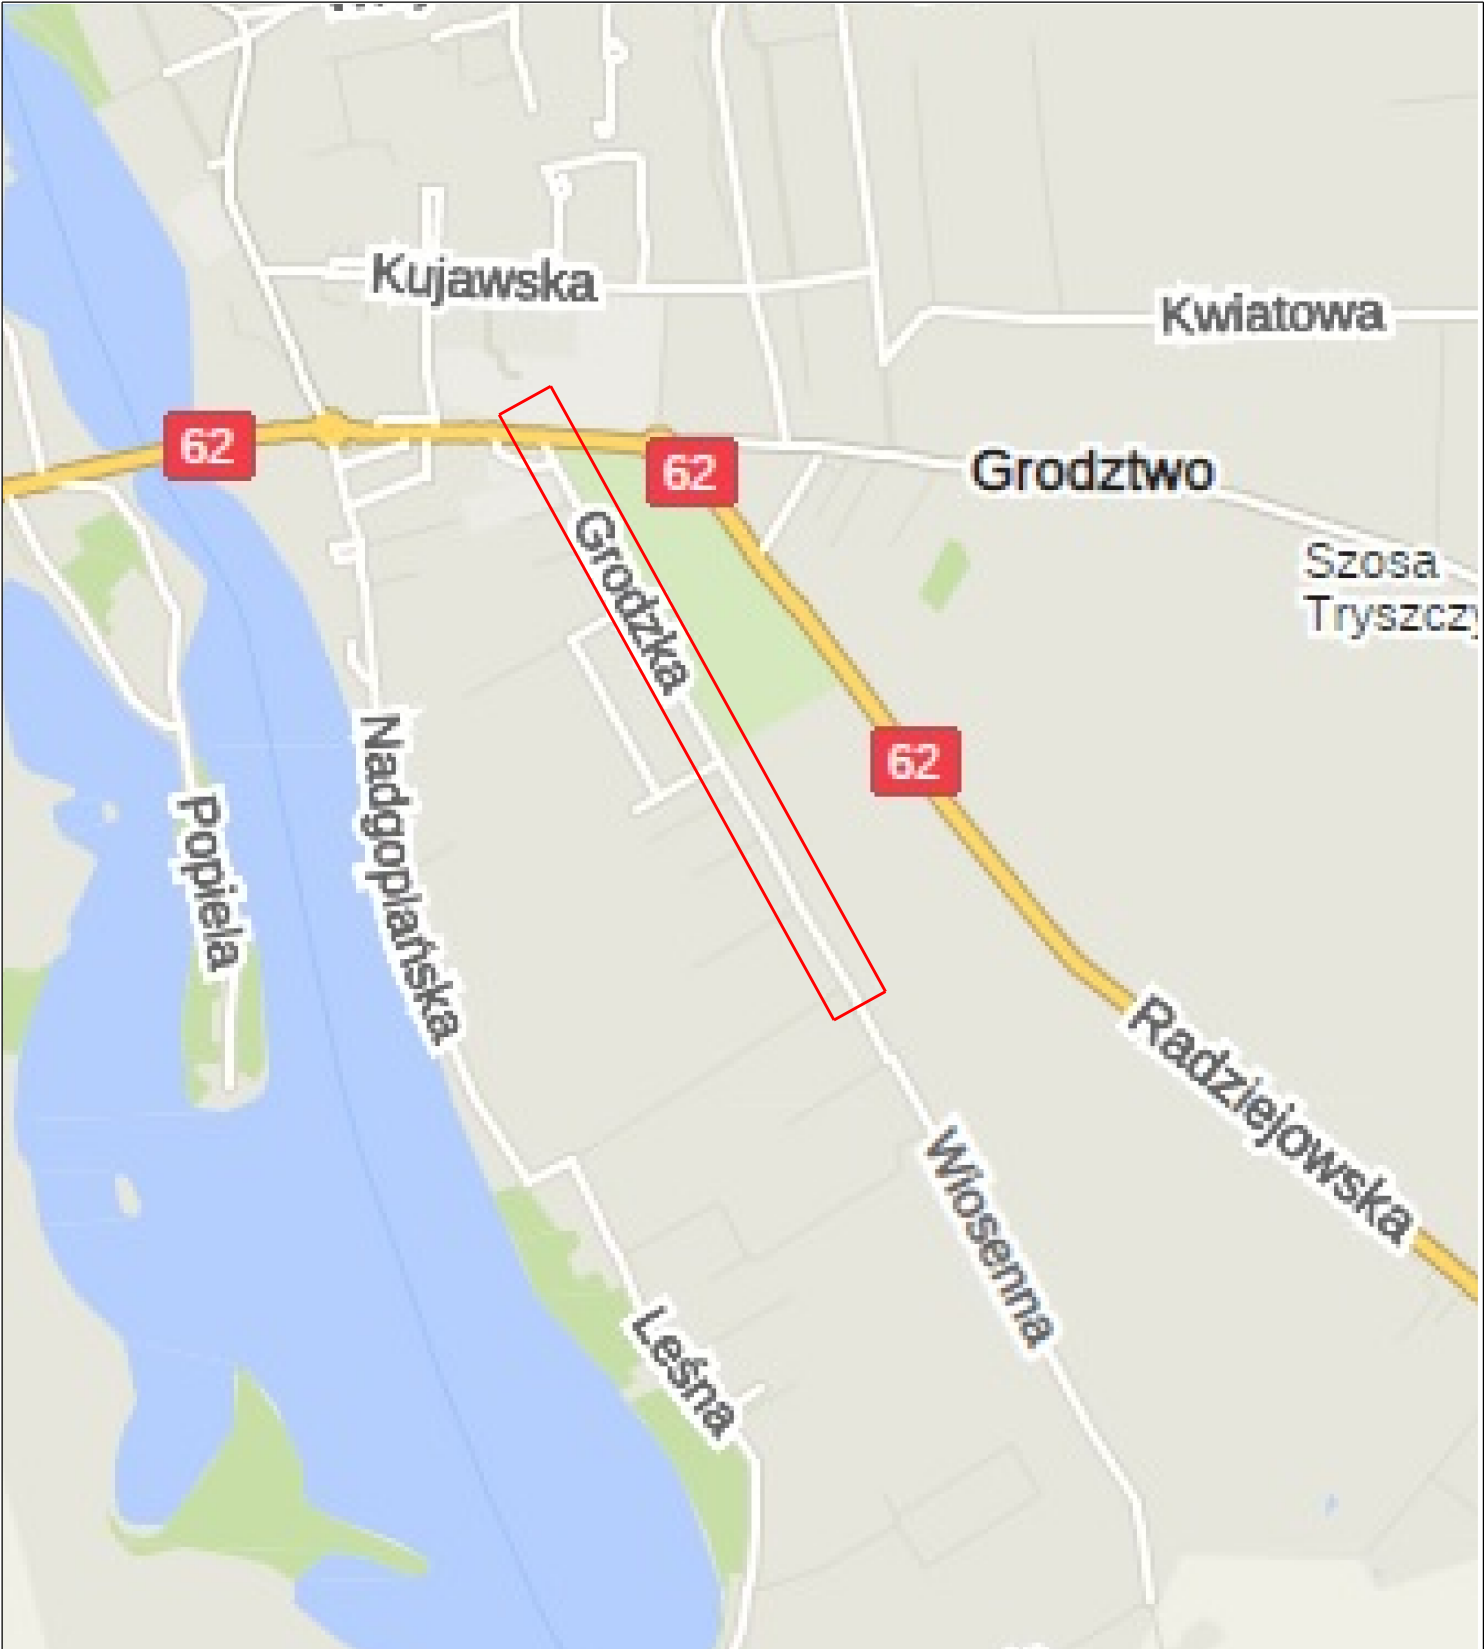 Kujawska
Kwiatowa
62
62
Grodztwo
Grodzka
Szosa
Tryszczy
Nadgoplańska
62
Popiela
Radziejowska
Wiosenna
Leśna